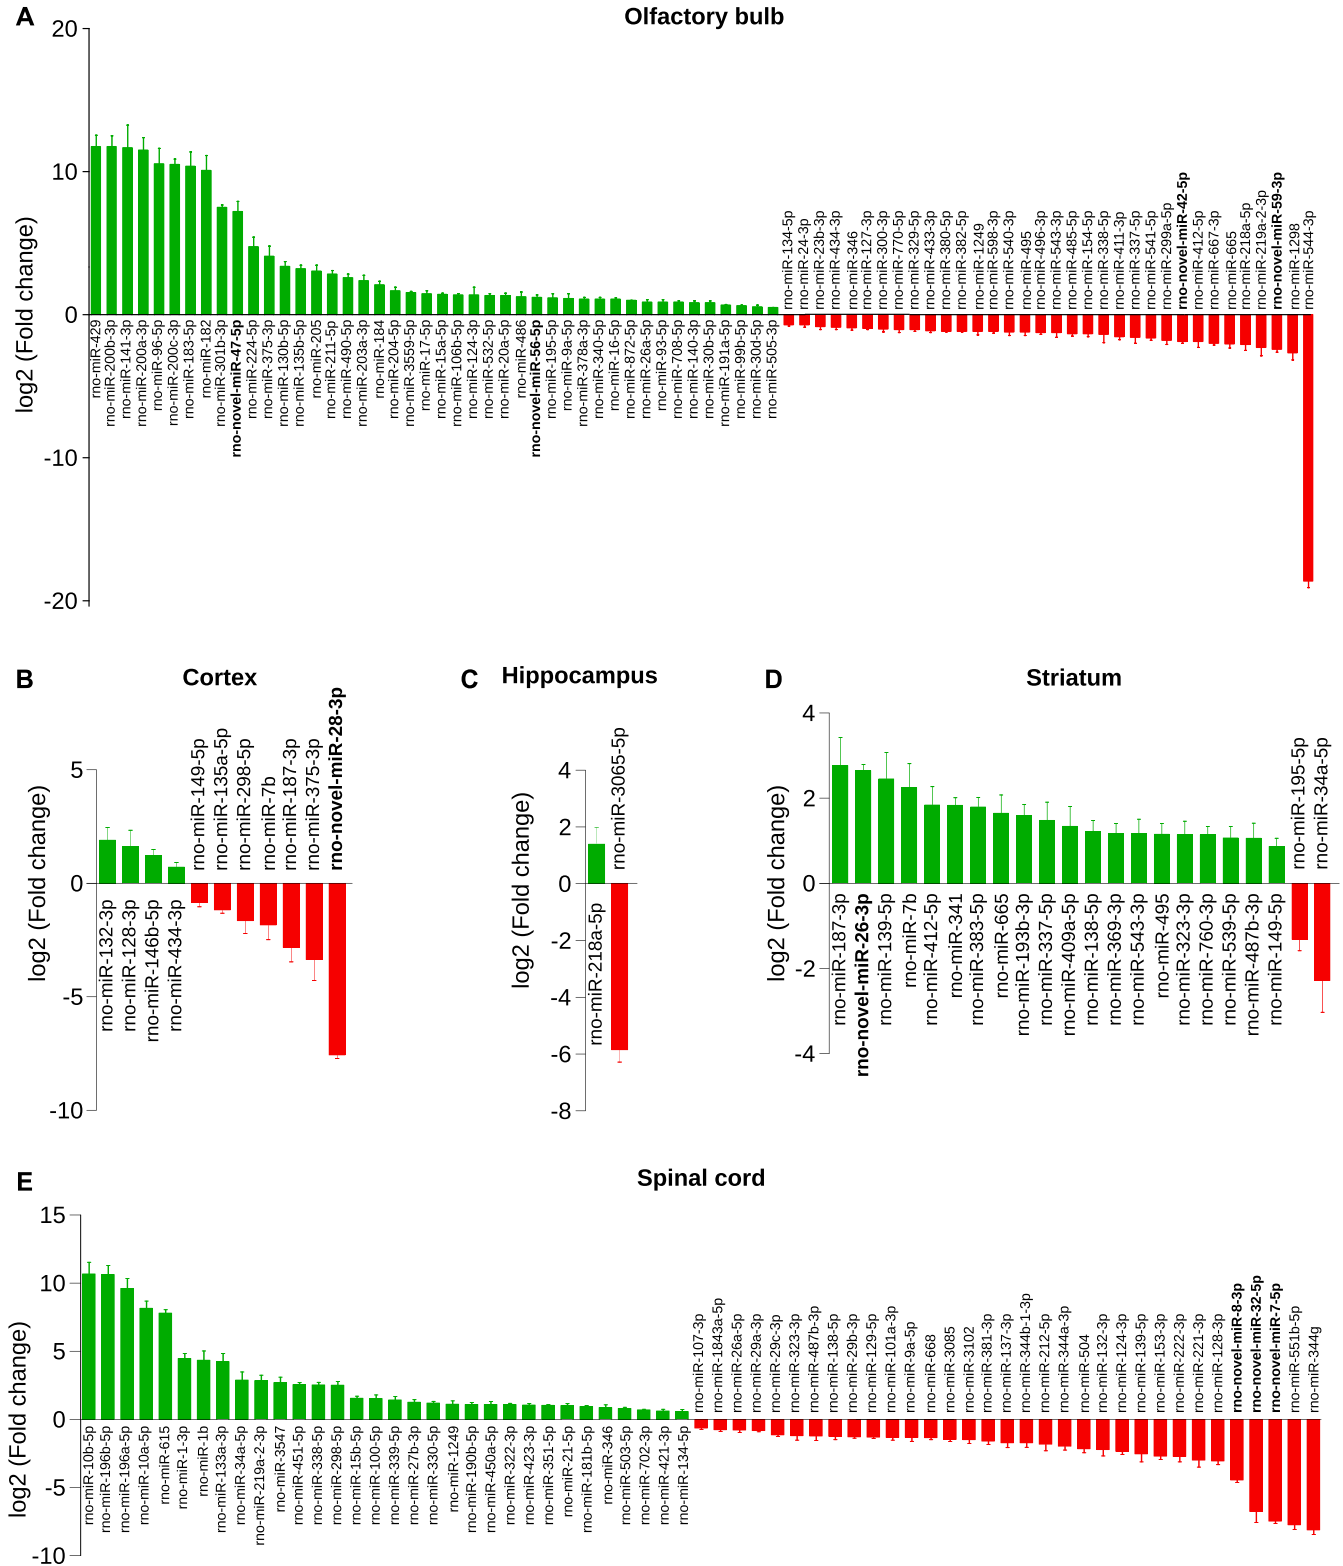 A
Olfactory bulb
log2 (Fold change)
20
10
0
-10
-20
rno-miR-429
rno-miR-200b-3p
rno-miR-141-3p
rno-miR-200a-3p
rno-miR-96-5p
rno-miR-200c-3p
rno-miR-183-5p
rno-miR-182
rno-miR-301b-3p
rno-novel-miR-47-5p
rno-miR-224-5p
rno-miR-375-3p
rno-miR-130b-5p
rno-miR-135b-5p
rno-miR-205
rno-miR-211-5p
rno-miR-490-5p
rno-miR-203a-3p
rno-miR-184
rno-miR-204-5p
rno-miR-3559-5p
rno-miR-17-5p
rno-miR-15a-5p
rno-miR-106b-5p
rno-miR-124-3p
rno-miR-532-5p
rno-miR-20a-5p
rno-miR-486
rno-novel-miR-56-5p
rno-miR-195-5p
rno-miR-9a-5p
rno-miR-378a-3p
rno-miR-340-5p
rno-miR-16-5p
rno-miR-872-5p
rno-miR-26a-5p
rno-miR-93-5p
rno-miR-708-5p
rno-miR-140-3p
rno-miR-30b-5p
rno-miR-191a-5p
rno-miR-99b-5p
rno-miR-30d-5p
rno-miR-505-3p
rno-miR-134-5p
rno-miR-24-3p
rno-miR-23b-3p
rno-miR-434-3p
rno-miR-346
rno-miR-127-3p
rno-miR-300-3p
rno-miR-770-5p
rno-miR-329-5p
rno-miR-433-3p
rno-miR-380-5p
rno-miR-382-5p
rno-miR-1249
rno-miR-598-3p
rno-miR-540-3p
rno-miR-495
rno-miR-496-3p
rno-miR-543-3p
rno-miR-485-5p
rno-miR-154-5p
rno-miR-338-5p
rno-miR-411-3p
rno-miR-337-5p
rno-miR-541-5p
rno-miR-299a-5p
rno-novel-miR-42-5p
rno-miR-412-5p
rno-miR-667-3p
rno-miR-665
rno-miR-218a-5p
rno-miR-219a-2-3p
rno-novel-miR-59-3p
rno-miR-1298
rno-miR-544-3p
B
Cortex
log2 (Fold change)
5
0
-5
-10
rno-miR-132-3p
rno-miR-128-3p
rno-miR-146b-5p
rno-miR-434-3p
rno-miR-149-5p
rno-miR-135a-5p
rno-miR-298-5p
rno-miR-7b
rno-miR-187-3p
rno-miR-375-3p
rno-novel-miR-28-3p
C
Hippocampus
log2 (Fold change)
4
2
0
-2
-4
-6
-8
rno-miR-218a-5p
rno-miR-3065-5p
D
Striatum
log2 (Fold change)
4
2
0
-2
-4
rno-miR-187-3p
rno-novel-miR-26-3p
rno-miR-139-5p
rno-miR-7b
rno-miR-412-5p
rno-miR-341
rno-miR-383-5p
rno-miR-665
rno-miR-193b-3p
rno-miR-337-5p
rno-miR-409a-5p
rno-miR-138-5p
rno-miR-369-3p
rno-miR-543-3p
rno-miR-495
rno-miR-323-3p
rno-miR-760-3p
rno-miR-539-5p
rno-miR-487b-3p
rno-miR-149-5p
rno-miR-195-5p
rno-miR-34a-5p
E
Spinal cord
log2 (Fold change)
15
10
5
0
-5
-10
rno-miR-10b-5p
rno-miR-196b-5p
rno-miR-196a-5p
rno-miR-10a-5p
rno-miR-615
rno-miR-1-3p
rno-miR-1b
rno-miR-133a-3p
rno-miR-34a-5p
rno-miR-219a-2-3p
rno-miR-3547
rno-miR-451-5p
rno-miR-338-5p
rno-miR-298-5p
rno-miR-15b-5p
rno-miR-100-5p
rno-miR-339-5p
rno-miR-27b-3p
rno-miR-330-5p
rno-miR-1249
rno-miR-190b-5p
rno-miR-450a-5p
rno-miR-322-3p
rno-miR-423-3p
rno-miR-351-5p
rno-miR-21-5p
rno-miR-181b-5p
rno-miR-346
rno-miR-503-5p
rno-miR-702-3p
rno-miR-421-3p
rno-miR-134-5p
rno-miR-107-3p
rno-miR-1843a-5p
rno-miR-26a-5p
rno-miR-29a-3p
rno-miR-29c-3p
rno-miR-323-3p
rno-miR-487b-3p
rno-miR-138-5p
rno-miR-29b-3p
rno-miR-129-5p
rno-miR-101a-3p
rno-miR-9a-5p
rno-miR-668
rno-miR-3085
rno-miR-3102
rno-miR-381-3p
rno-miR-137-3p
rno-miR-344b-1-3p
rno-miR-212-5p
rno-miR-344a-3p
rno-miR-504
rno-miR-132-3p
rno-miR-124-3p
rno-miR-139-5p
rno-miR-153-3p
rno-miR-222-3p
rno-miR-221-3p
rno-miR-128-3p
rno-novel-miR-8-3p
rno-novel-miR-32-5p
rno-novel-miR-7-5p
rno-miR-551b-5p
rno-miR-344g